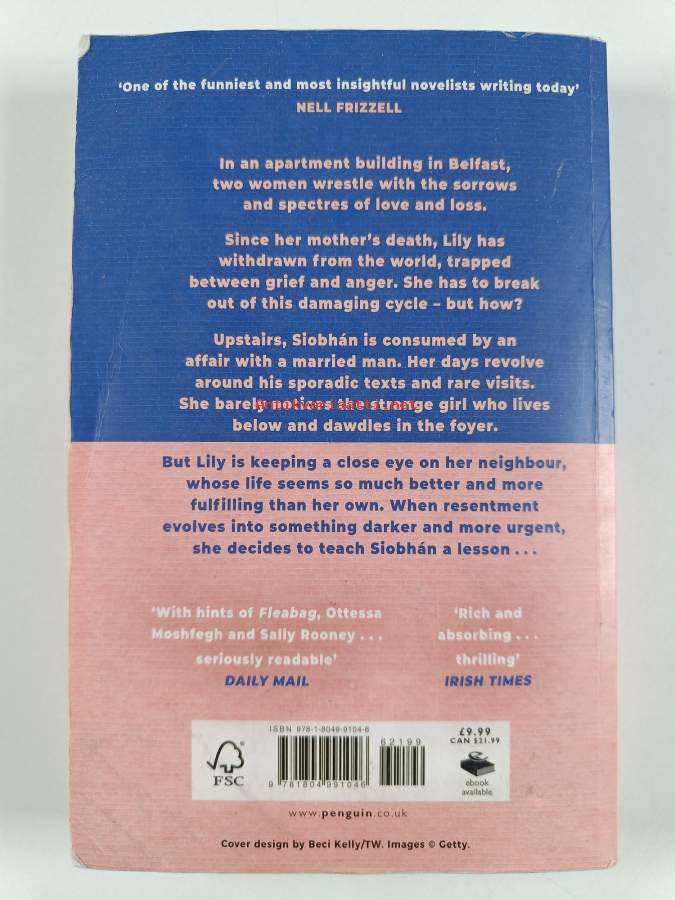 ‘One of the funniest and most insightful novelists writing today’
NELL FRIZZELL
In an apartment building in Belfast,
two women wrestle with the sorrows
and spectres of love and loss.
Since her mother’s death, Lily has
withdrawn from the world, trapped
between grief and anger. She has to break
out of this damaging cycle – but how?
Upstairs, Siobhán is consumed by an
affair with a married man. Her days revolve
around his sporadic texts and rare visits.
She barely notices the strange girl who lives
below and dawdles in the foyer.
But Lily is keeping a close eye on her neighbour,
whose life seems so much better and more
fulfilling than her own. When resentment
evolves into something darker and more urgent,
she decides to teach Siobhán a lesson . . .
‘With hints of Fleabag, Ottessa
Moshfegh and Sally Rooney . . .
seriously readable’
DAILY MAIL
‘Rich and
absorbing . . .
thrilling’
IRISH TIMES
FSC
ISBN 978-1-8049-9104-6
62199
9 781804 991046
£9.99
CAN $21.99
ebook
available
www.penguin.co.uk
Cover design by Beci Kelly/TW. Images © Getty.